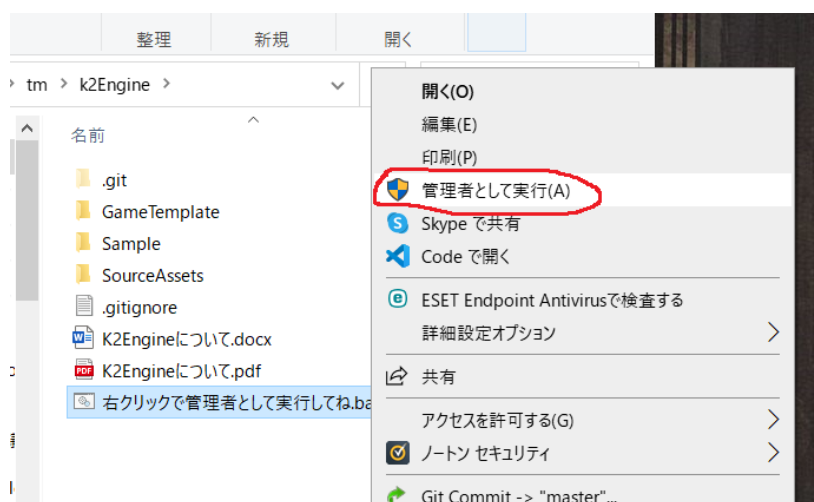 整理 新規 開く
tm > k2Engine >
名前
.git
GameTemplate
Sample
SourceAssets
.gitignore
K2Engineについて.docx
K2Engineについて.pdf
右クリックで管理者として実行してね.ba
開く(O)
編集(E)
印刷(P)
管理者として実行(A)
Skype で共有
Code で開く
ESET Endpoint Antivirusで検査する
詳細設定オプション
共有
アクセスを許可する(G)
ノートン セキュリティ
Git Commit -> "master"...